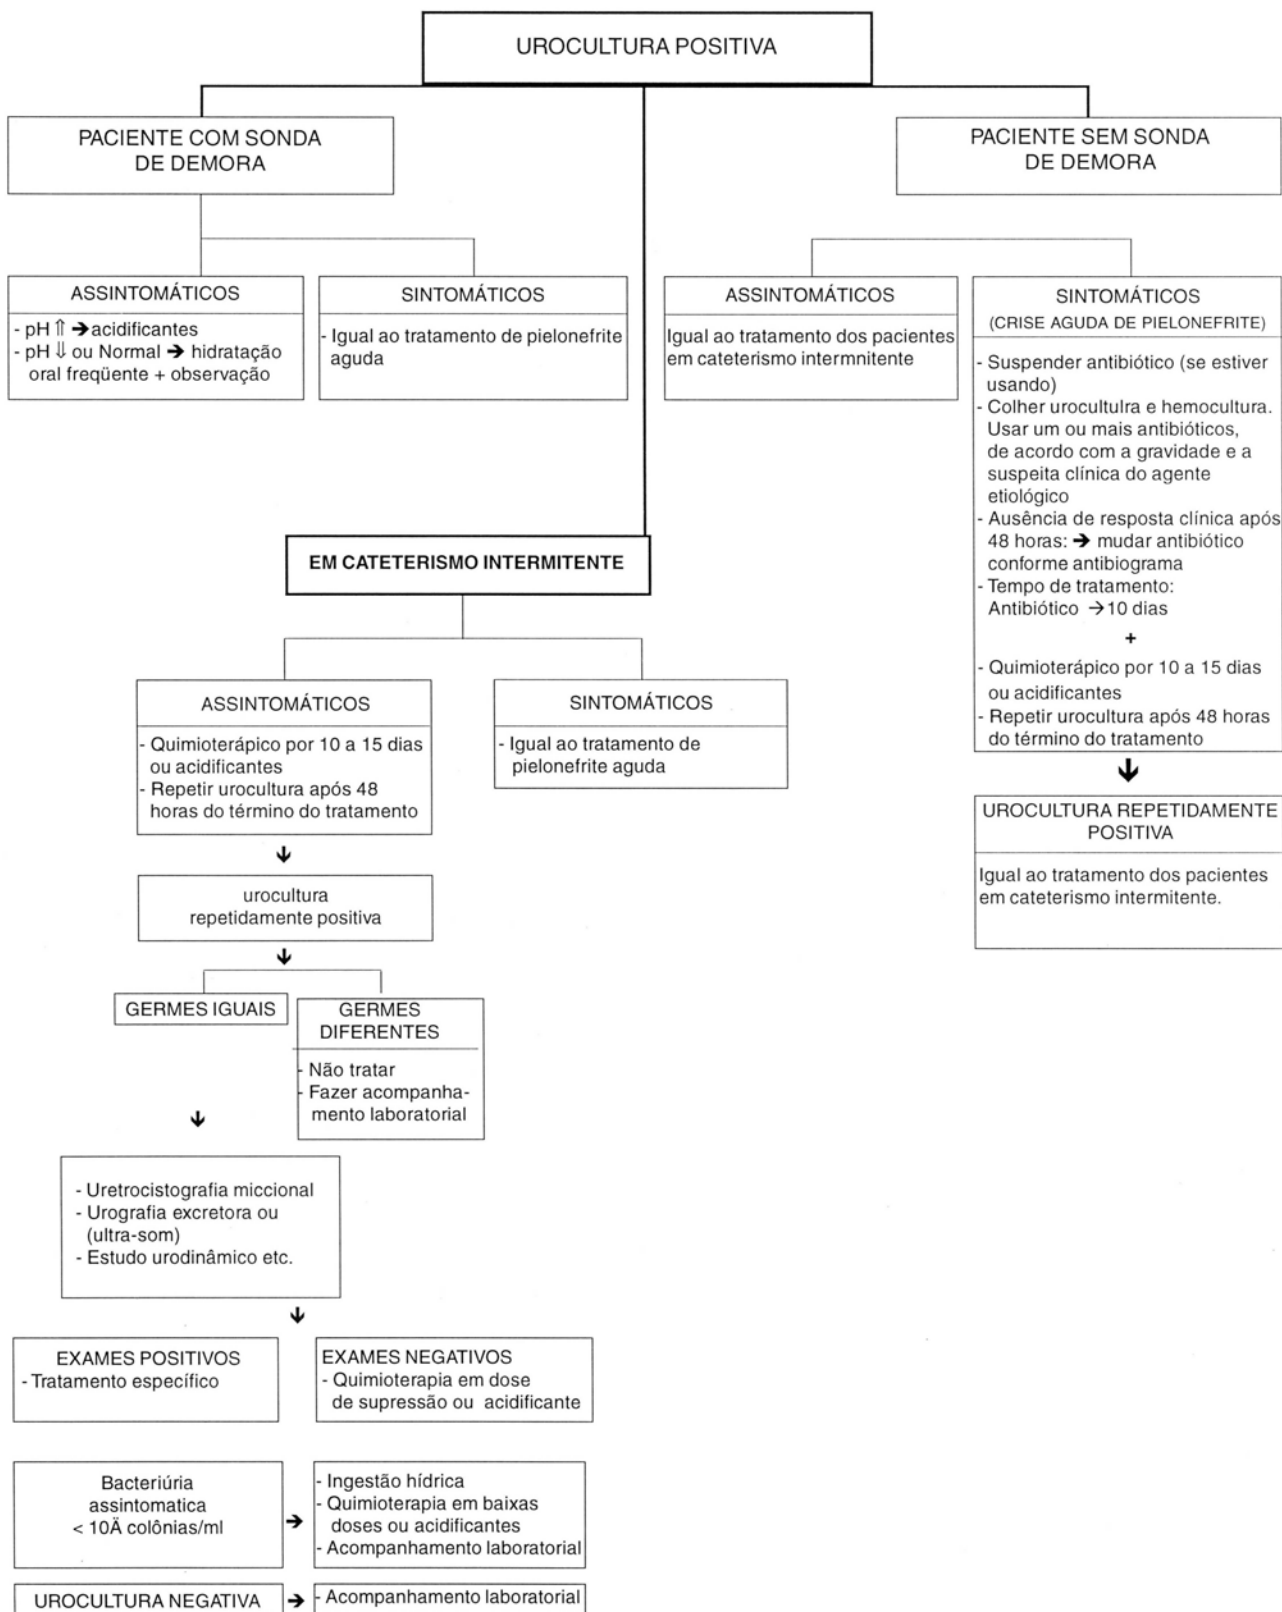 UROCULTURA POSITIVA
PACIENTE COM SONDA
DE DEMORA
PACIENTE SEM SONDA
DE DEMORA
ASSINTOMÁTICOS
- pH ⇑ ➔ acidificantes
- pH ⇓ ou Normal ➔ hidratação
oral freqüente + observação
SINTOMÁTICOS
- Igual ao tratamento de pielonefrite
aguda
ASSINTOMÁTICOS
Igual ao tratamento dos pacientes
em cateterismo intermnitente
SINTOMÁTICOS
(CRISE AGUDA DE PIELONEFRITE)
- Suspender antibiótico (se estiver
usando)
- Colher urocultulra e hemocultura.
Usar um ou mais antibióticos,
de acordo com a gravidade e a
suspeita clínica do agente
etiológico
- Ausência de resposta clínica após
48 horas: ➔ mudar antibiótico
conforme antibiograma
- Tempo de tratamento:
Antibiótico → 10 dias
+
- Quimioterápico por 10 a 15 dias
ou acidificantes
- Repetir urocultura após 48 horas
do término do tratamento
UROCULTURA REPETIDAMENTE
POSITIVA
Igual ao tratamento dos pacientes
em cateterismo intermitente.
EM CATETERISMO INTERMITENTE
ASSINTOMÁTICOS
- Quimioterápico por 10 a 15 dias
ou acidificantes
- Repetir urocultura após 48
horas do término do tratamento
SINTOMÁTICOS
- Igual ao tratamento de
pielonefrite aguda
urocultura
repetidamente positiva
GERMES IGUAIS
GERMES
DIFERENTES
- Não tratar
- Fazer acompanha-
mento laboratorial
- Uretrocistografia miccional
- Urografia excretora ou
(ultra-som)
- Estudo urodinâmico etc.
EXAMES POSITIVOS
- Tratamento específico
EXAMES NEGATIVOS
- Quimioterapia em dose
de supressão ou acidificante
Bacteriúria
assintomatica
< 10Ä colônias/ml
➔
- Ingestão hídrica
- Quimioterapia em baixas
doses ou acidificantes
- Acompanhamento laboratorial
UROCULTURA NEGATIVA
➔
- Acompanhamento laboratorial